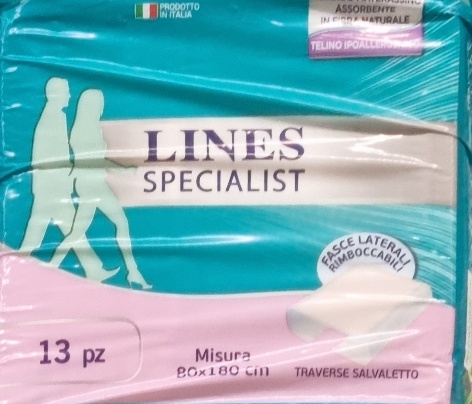 PRODOTTO
IN ITALIA
ASSORBENTE
IN FIBRA NATURALE
TELINO
LINES
SPECIALIST
FASCE LATERALI
RIMBOCCABILI
13 pz
Misura
80x180 cm
TRAVERSE SALVALETTO